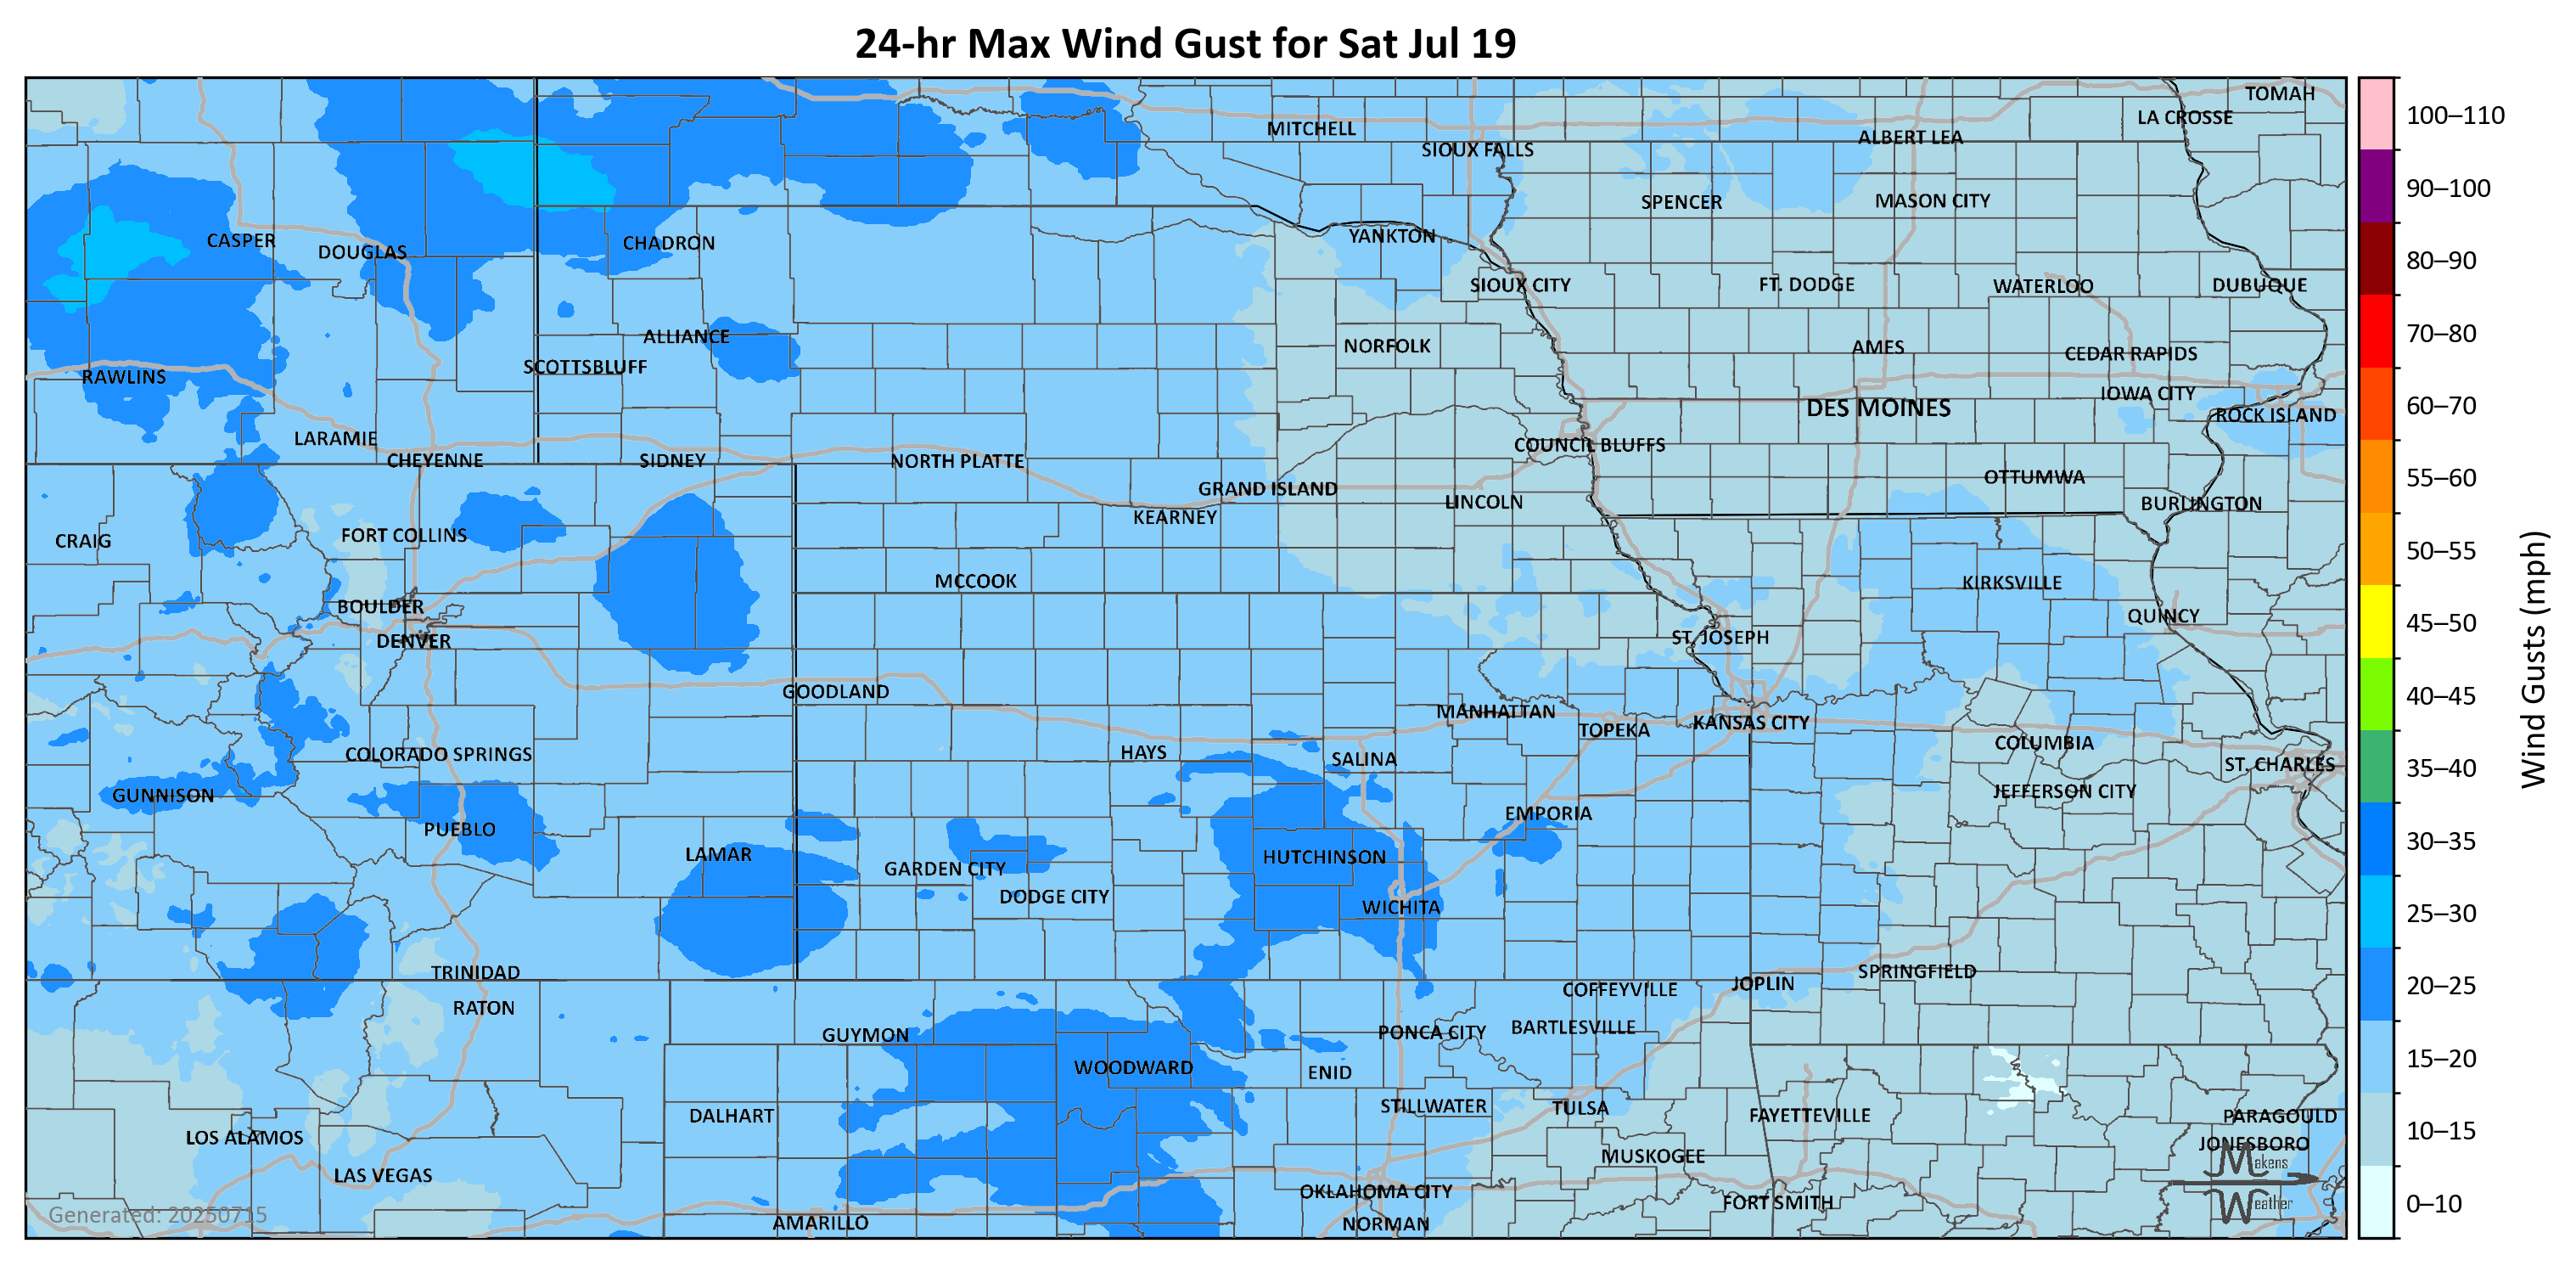 24-hr Max Wind Gust for Sat Jul 19
TOMAH
LA CROSSE
MITCHELL
ALBERT LEA
SIOUX FALLS
SPENCER
MASON CITY
CASPER
DOUGLAS
CHADRON
YANKTON
SIOUX CITY
FT. DODGE
WATERLOO
DUBUQUE
ALLIANCE
NORFOLK
AMES
CEDAR RAPIDS
SCOTTSBLUFF
RAWLINS
IOWA CITY
DES MOINES
ROCK ISLAND
LARAMIE
COUNCIL BLUFFS
CHEYENNE
SIDNEY
NORTH PLATTE
OTTUMWA
GRAND ISLAND
LINCOLN
BURLINGTON
KEARNEY
CRAIG
FORT COLLINS
MCCOOK
KIRKSVILLE
BOULDER
QUINCY
DENVER
ST. JOSEPH
GOODLAND
MANHATTAN
TOPEKA
KANSAS CITY
COLORADO SPRINGS
HAYS
SALINA
COLUMBIA
ST. CHARLES
GUNNISON
JEFFERSON CITY
EMPORIA
PUEBLO
LAMAR
GARDEN CITY
HUTCHINSON
DODGE CITY
WICHITA
TRINIDAD
SPRINGFIELD
JOPLIN
COFFEYVILLE
RATON
GUYMON
PONCA CITY
BARTLESVILLE
WOODWARD
ENID
DALHART
STILLWATER
TULSA
FAYETTEVILLE
PARAGOULD
LOS ALAMOS
JONESBORO
MUSKOGEE
LAS VEGAS
OKLAHOMA CITY
FORT SMITH
AMARILLO
NORMAN
Makens
Weather
Generated: 20250715
100–110
90–100
80–90
70–80
60–70
55–60
50–55
45–50
40–45
35–40
30–35
25–30
20–25
15–20
10–15
0–10
Wind Gusts (mph)